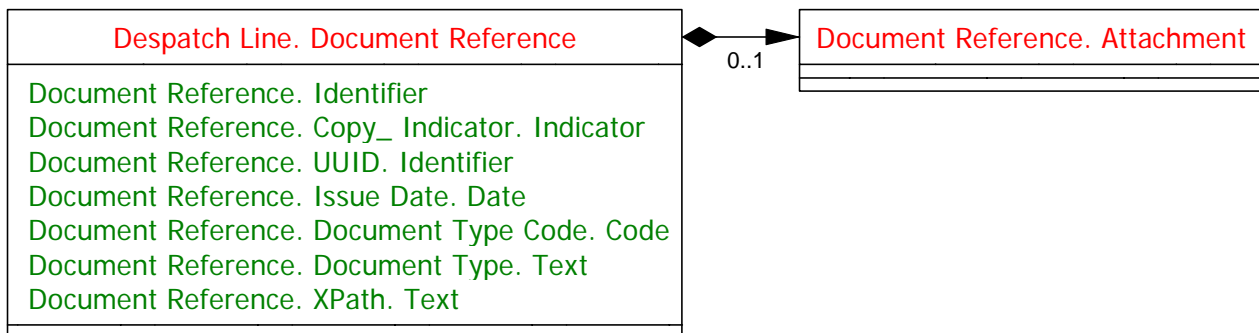 Despatch Line. Document Reference
0..1
Document Reference. Attachment
Document Reference. Identifier
Document Reference. Copy_ Indicator. Indicator
Document Reference. UUID. Identifier
Document Reference. Issue Date. Date
Document Reference. Document Type Code. Code
Document Reference. Document Type. Text
Document Reference. XPath. Text